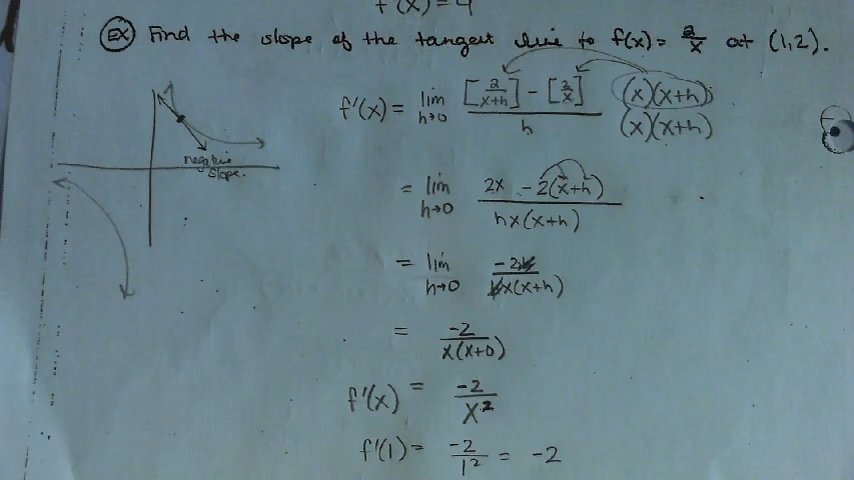 f'(x) = 4
EX Find the slope of the tangent line to f(x) = 2/x at (1,2).
f'(x) = lim h→0 [2/(x+h)] - [2/x] / h (x)(x+h) / (x)(x+h)
negative slope.
= lim h→0 2x - 2(x+h) / hx(x+h)
= lim h→0 -2h / hx(x+h)
= -2 / x(x+0)
f'(x) = -2 / x²
f'(1) = -2 / 1² = -2